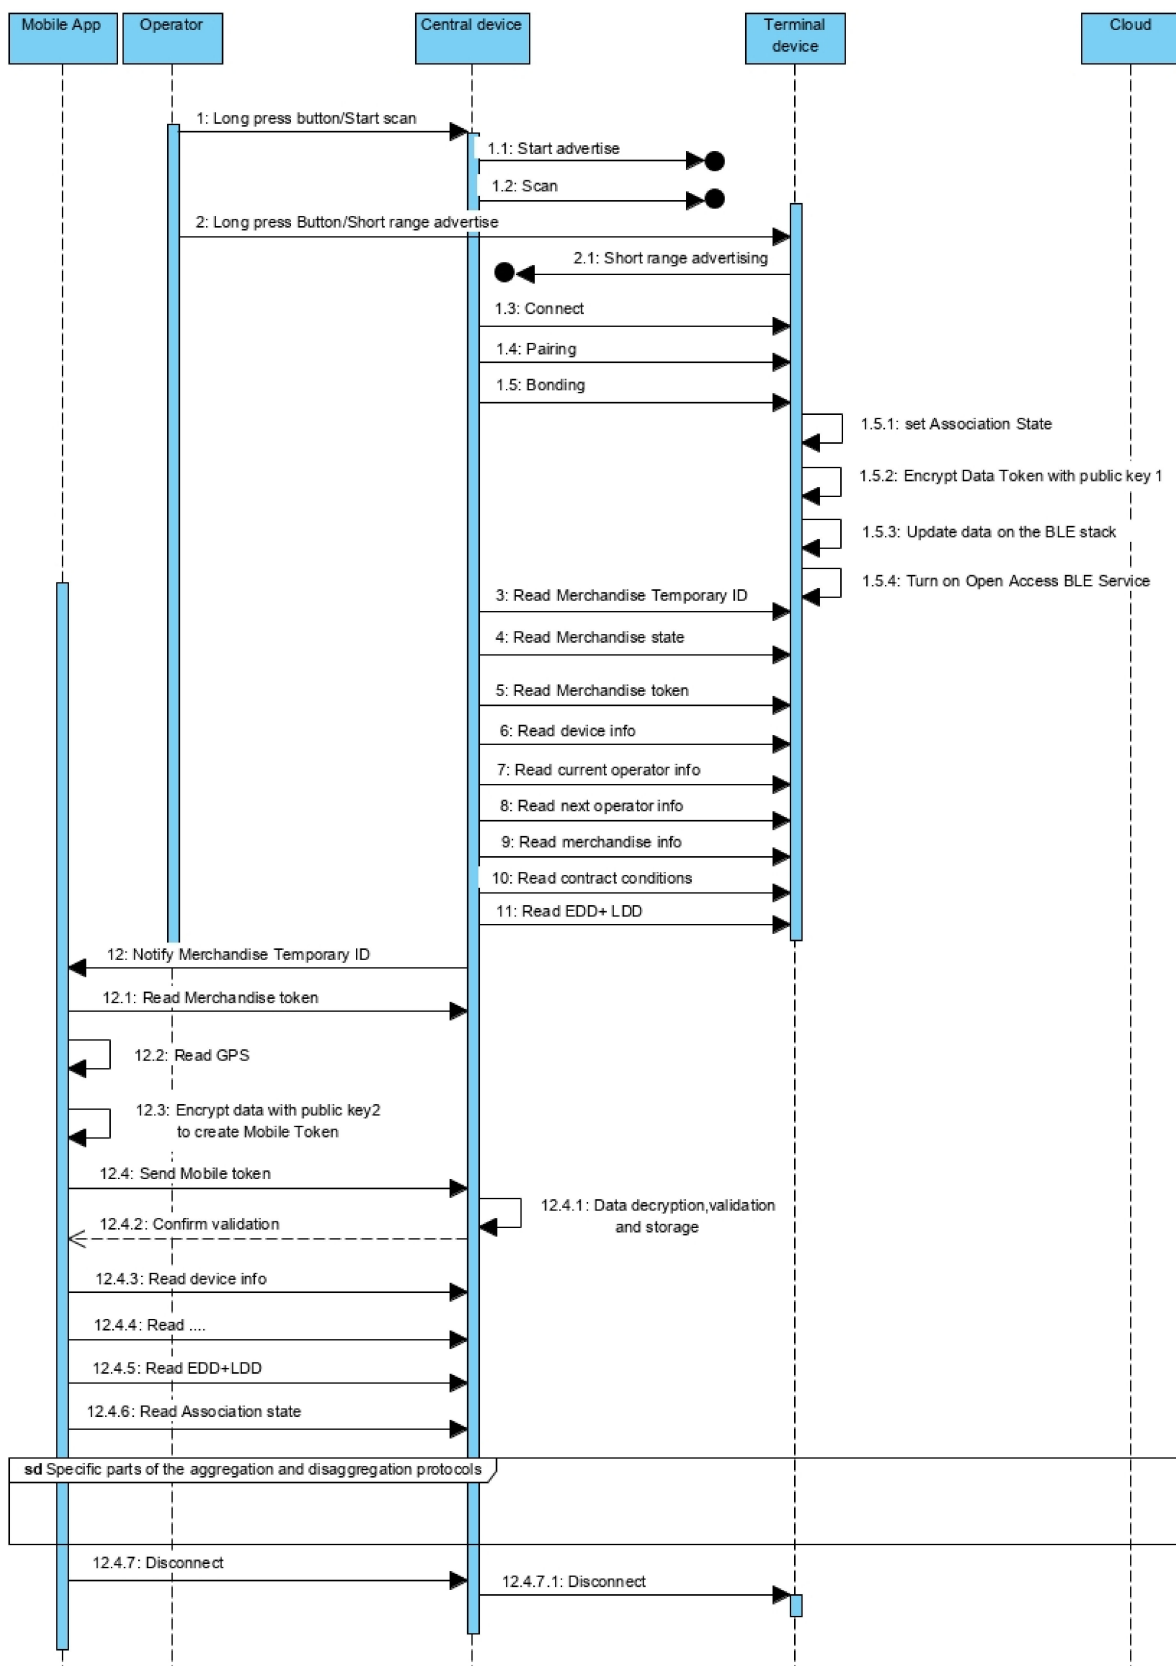 Mobile App
Operator
Central device
Terminal
device
Cloud
1: Long press button/Start scan
1.1: Start advertise
1.2: Scan
2: Long press Button/Short range advertise
2.1: Short range advertising
1.3: Connect
1.4: Pairing
1.5: Bonding
1.5.1: set Association State
1.5.2: Encrypt Data Token with public key 1
1.5.3: Update data on the BLE stack
1.5.4: Turn on Open Access BLE Service
3: Read Merchandise Temporary ID
4: Read Merchandise state
5: Read Merchandise token
6: Read device info
7: Read current operator info
8: Read next operator info
9: Read merchandise info
10: Read contract conditions
11: Read EDD+ LDD
12: Notify Merchandise Temporary ID
12.1: Read Merchandise token
12.2: Read GPS
12.3: Encrypt data with public key2
to create Mobile Token
12.4: Send Mobile token
12.4.1: Data decryption,validation
and storage
12.4.2: Confirm validation
12.4.3: Read device info
12.4.4: Read ....
12.4.5: Read EDD+LDD
12.4.6: Read Association state
sd Specific parts of the aggregation and disaggregation protocols
12.4.7: Disconnect
12.4.7.1: Disconnect